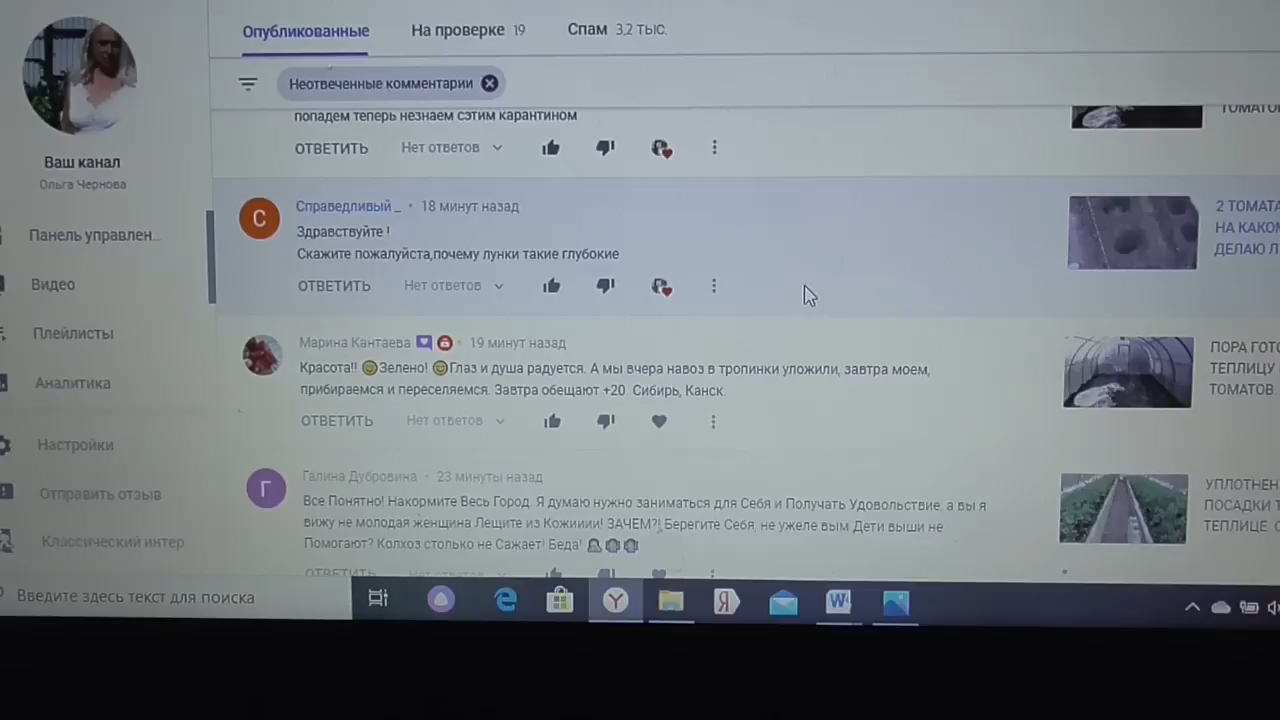 Опубликованные
На проверке 19
Спам 3,2 тыс.
Неотвеченные комментарии
попадем теперь незнаем сэтим карантином
ОТВЕТИТЬ Нет ответов
Ваш канал
Ольга Чернова
Панель управлен...
Видео
Плейлисты
Аналитика
Настройки
Отправить отзыв
Классический интер
Справедливый _ • 18 минут назад
Здравствуйте !
Скажите пожалуйста,почему лунки такие глубокие
ОТВЕТИТЬ Нет ответов
2 ТОМАТА
НА КАКОМ
ДЕЛАЮ Л
Марина Кантаева • 19 минут назад
Красота!! Зелено! Глаз и душа радуется. А мы вчера навоз в тропинки уложили, завтра моем,
прибираемся и переселяемся. Завтра обещают +20. Сибирь, Канск.
ОТВЕТИТЬ Нет ответов
ПОРА ГОТО
ТЕПЛИЦУ
ТОМАТОВ
Галина Дубровина • 23 минуты назад
Все Понятно! Накормите Весь Город. Я думаю нужно заниматься для Себя и Получать Удовольствие, а вы я
вижу не молодая женщина Лещите из Кожииии! ЗАЧЕМ?! Берегите Себя, не ужеле вым Дети выши не
Помогают? Колхоз столько не Сажает! Беда!
ОТВЕТИТЬ Нет ответов
УПЛОТНЕН
ПОСАДКИ Т
ТЕПЛИЦЕ
Введите здесь текст для поиска